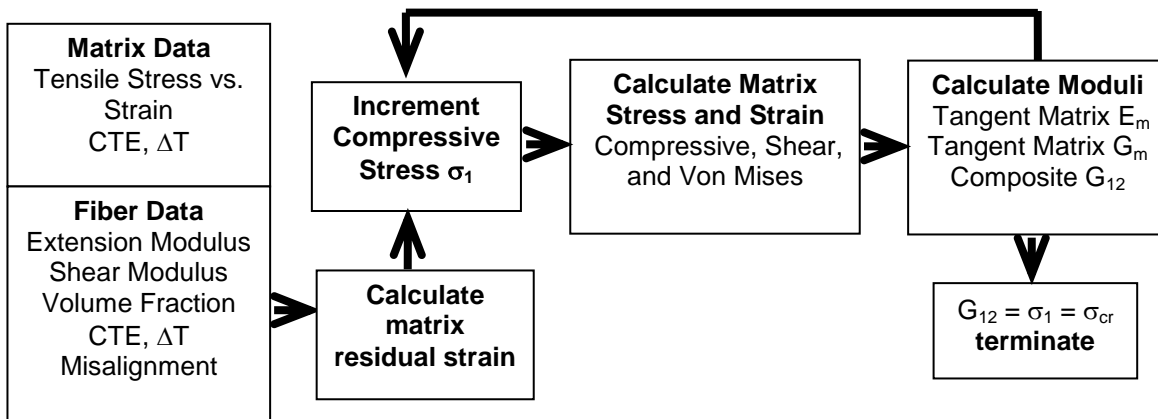 Matrix Data
Tensile Stress vs.
Strain
CTE, ΔT
Fiber Data
Extension Modulus
Shear Modulus
Volume Fraction
CTE, ΔT
Misalignment
Calculate
matrix
residual strain
Increment
Compressive
Stress σ₁
Calculate Matrix
Stress and Strain
Compressive, Shear,
and Von Mises
Calculate Moduli
Tangent Matrix Eₘ
Tangent Matrix Gₘ
Composite G₁₂
G₁₂ = σ₁ = σcr
terminate